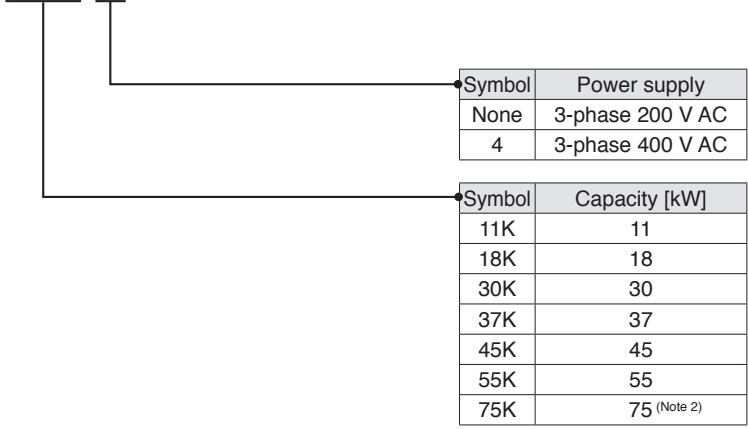 Symbol Power supply
None 3-phase 200 V AC
4 3-phase 400 V AC
Symbol Capacity [kW]
11K 11
18K 18
30K 30
37K 37
45K 45
55K 55
75K 75 (Note 2)